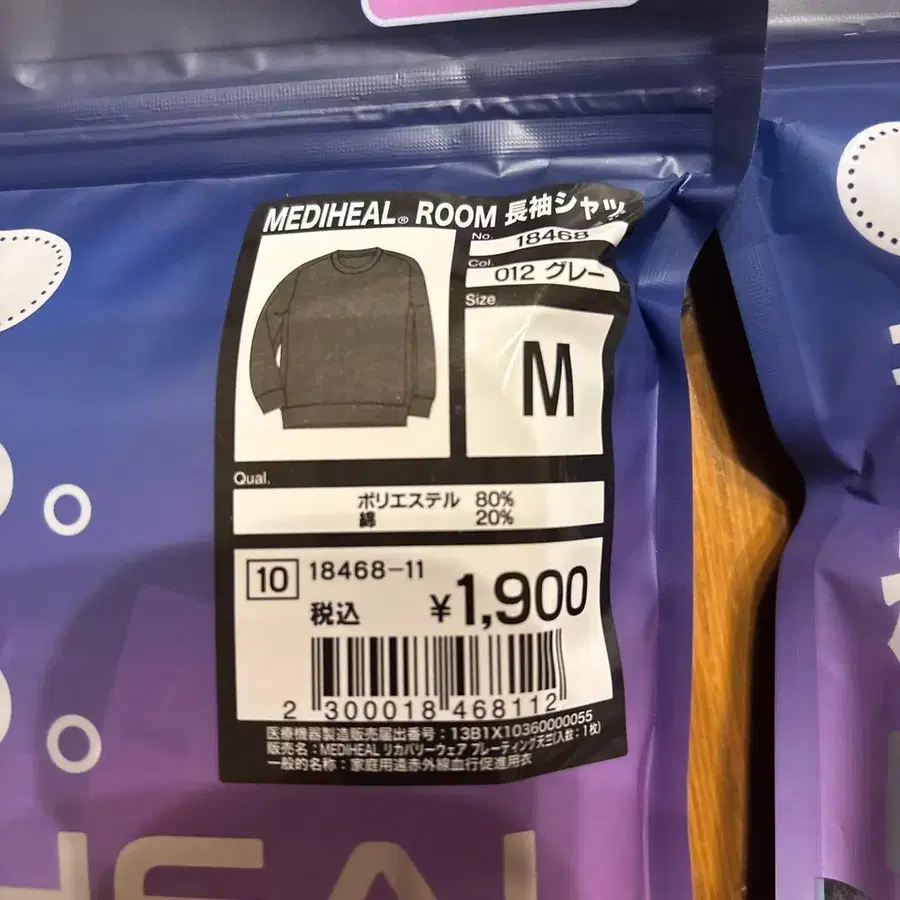 MEDIHEAL® ROOM 長袖シャツ
No. 18468
Col. 012 グレー
Size
M
Qual.
ポリエステル 80%
綿 20%
10 18468-11
税込 ¥1,900
2 300018 468112
医療機器製造販売届出番号：13B1X10360000055
販売名：MEDIHEAL リカバリーウェア プレーティング天竺(入数：1枚)
一般的名称：家庭用遠赤外線血行促進用衣